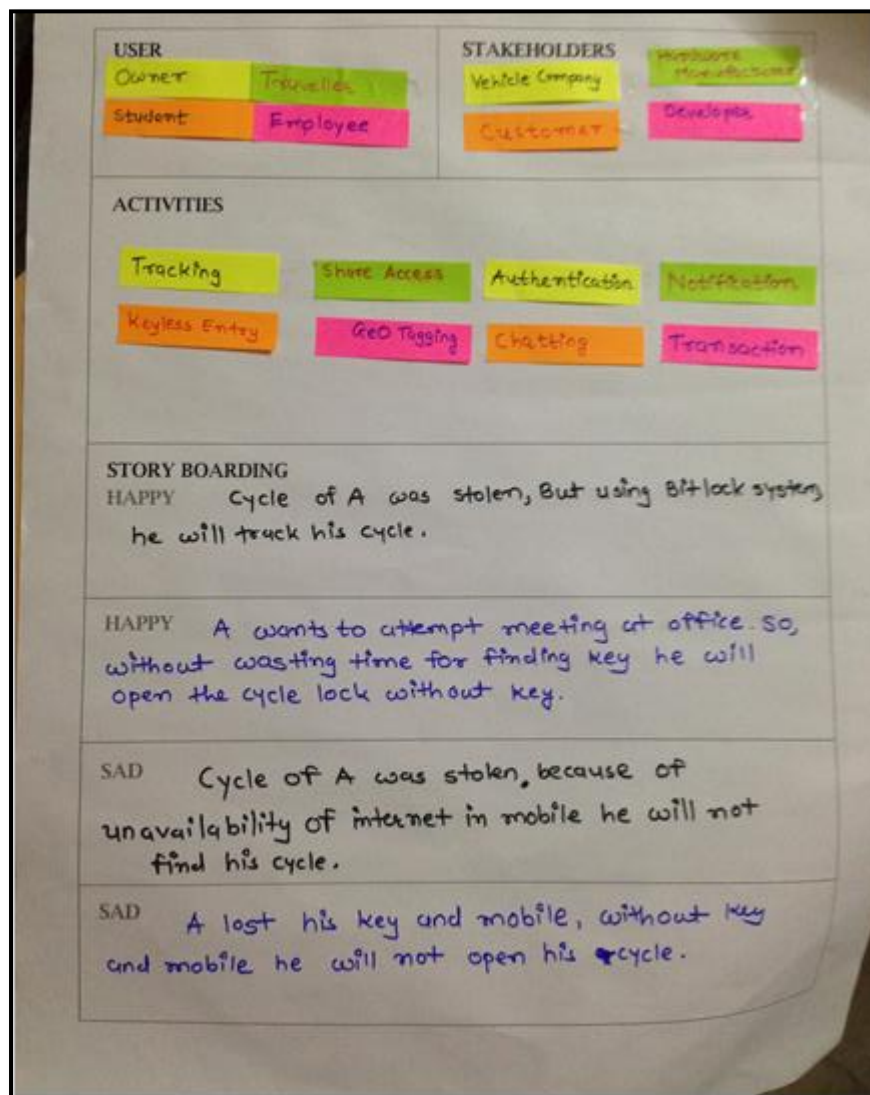 USER
Owner
Traveller
Student
Employee
STAKEHOLDERS
Vehicle Company
Hardware
Manufacturer
Customer
Developer
ACTIVITIES
Tracking
Share Access
Authentication
Notification
Keyless Entry
GeO Tagging
Chatting
Transaction
STORY BOARDING
HAPPY Cycle of A was stolen, But using Bitlock system,
he will track his cycle.
HAPPY A wants to attempt meeting at office. So,
without wasting time for finding key he will
open the cycle lock without key.
SAD Cycle of A was stolen, because of
unavailability of internet in mobile he will not
find his cycle.
SAD A lost his key and mobile, without key
and mobile he will not open his cycle.